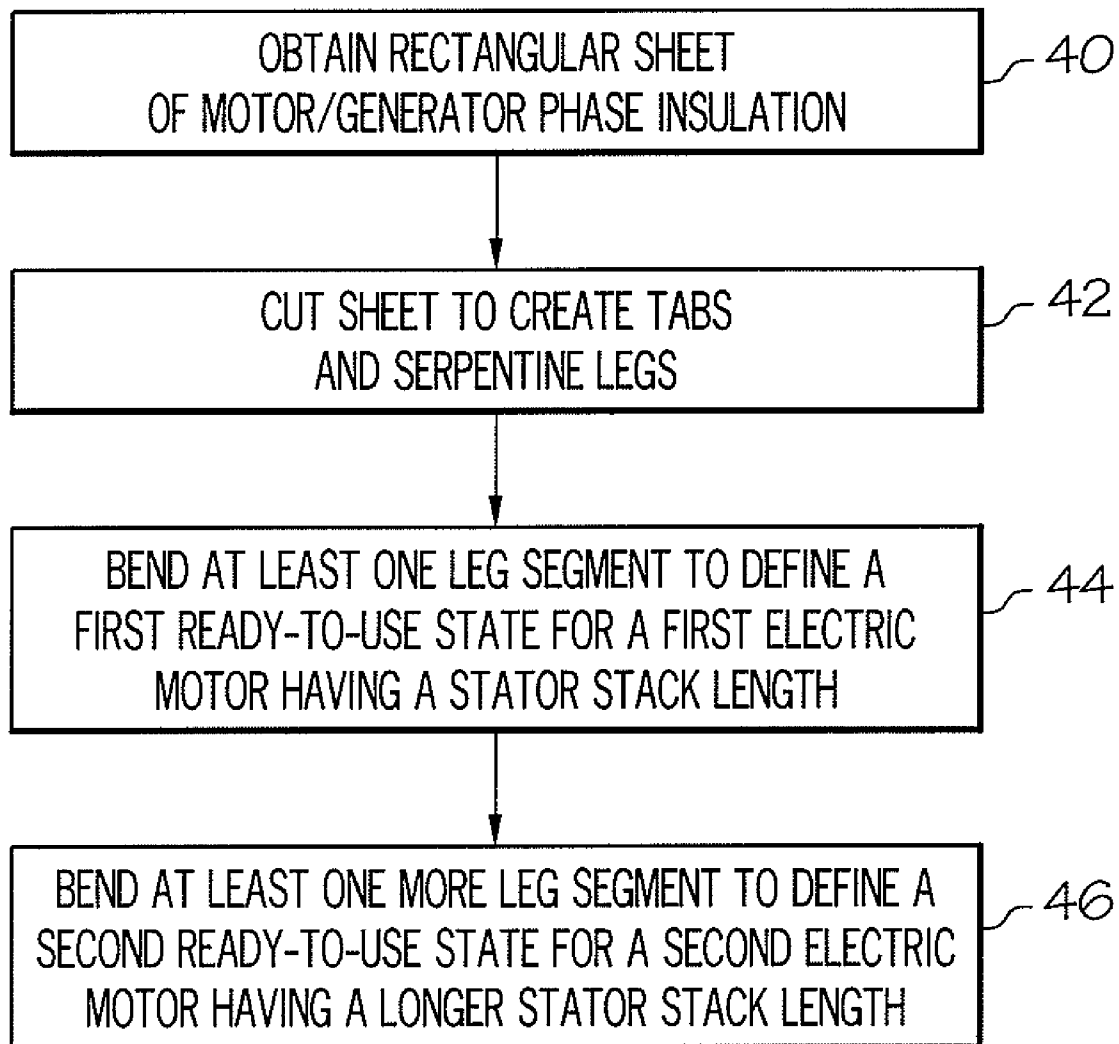 OBTAIN RECTANGULAR SHEET
OF MOTOR/GENERATOR PHASE INSULATION
40
CUT SHEET TO CREATE TABS
AND SERPENTINE LEGS
42
BEND AT LEAST ONE LEG SEGMENT TO DEFINE A
FIRST READY-TO-USE STATE FOR A FIRST ELECTRIC
MOTOR HAVING A STATOR STACK LENGTH
44
BEND AT LEAST ONE MORE LEG SEGMENT TO DEFINE A
SECOND READY-TO-USE STATE FOR A SECOND ELECTRIC
MOTOR HAVING A LONGER STATOR STACK LENGTH
46